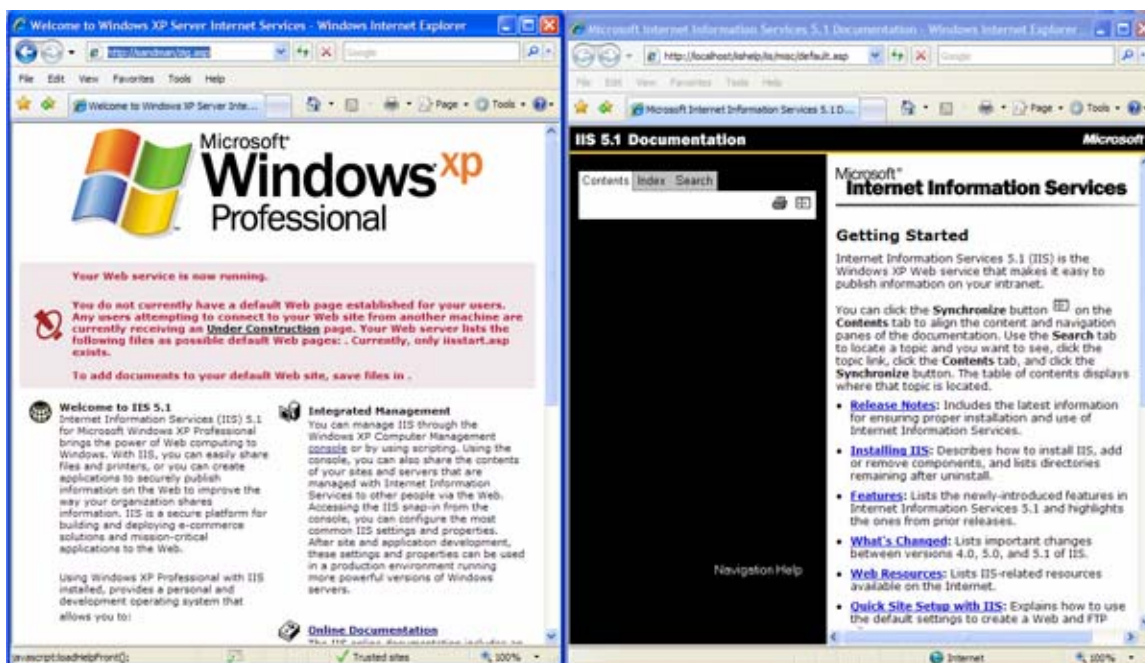 Welcome to Windows XP Server Internet Services - Windows Internet Explorer
Google
File Edit View Favorites Tools Help
Welcome to Windows XP Server Inte...
Page Tools
Microsoft
Windows xp
Professional
Your Web service is now running.
You do not currently have a default Web page established for your users.
Any users attempting to connect to your Web site from another machine are
currently receiving an Under Construction page. Your Web server lists the
following files as possible default Web pages: . Currently, only iisstart.asp
exists.
To add documents to your default Web site, save files in .
Welcome to IIS 5.1
Internet Information Services (IIS) 5.1
for Microsoft Windows XP Professional
brings the power of Web computing to
Windows. With IIS, you can easily share
files and printers, or you can create
applications to securely publish
information on the Web to improve the
way your organization shares
information. IIS is a secure platform for
building and deploying e-commerce
solutions and mission-critical
applications to the Web.
Using Windows XP Professional with IIS
installed, provides a personal and
development operating system that
allows you to:
Integrated Management
You can manage IIS through the
Windows XP Computer Management
console or by using scripting. Using the
console, you can also share the contents
of your sites and servers that are
managed with Internet Information
Services to other people via the Web.
Accessing the IIS snap-in from the
console, you can configure the most
common IIS settings and properties.
After site and application development,
these settings and properties can be used
in a production environment running
more powerful versions of Windows
servers.
Online Documentation
The IIS online documentation includes an
javascript:loadHelpFront();
Trusted sites
100%
Microsoft Internet Information Services 5.1 Documentation - Windows Internet Explorer
http://localhost/iishelp/iis/misc/default.asp
Google
File Edit View Favorites Tools Help
Microsoft Internet Information Services 5.1 D...
Page Tools
IIS 5.1 Documentation
Microsoft
Contents Index Search
Navigation Help
Microsoft
Internet Information Services
Getting Started
Internet Information Services 5.1 (IIS) is the
Windows XP Web service that makes it easy to
publish information on your intranet.
You can click the Synchronize button on the
Contents tab to align the content and navigation
panes of the documentation. Use the Search tab
to locate a topic and you want to see, click the
topic link, click the Contents tab, and click the
Synchronize button. The table of contents displays
where that topic is located.
• Release Notes: Includes the latest information
for ensuring proper installation and use of
Internet Information Services.
• Installing IIS: Describes how to install IIS, add
or remove components, and lists directories
remaining after uninstall.
• Features: Lists the newly-introduced features in
Internet Information Services 5.1 and highlights
the ones from prior releases.
• What's Changed: Lists important changes
between versions 4.0, 5.0, and 5.1 of IIS.
• Web Resources: Lists IIS-related resources
available on the Internet.
• Quick Site Setup with IIS: Explains how to use
the default settings to create a Web and FTP
Internet
100%